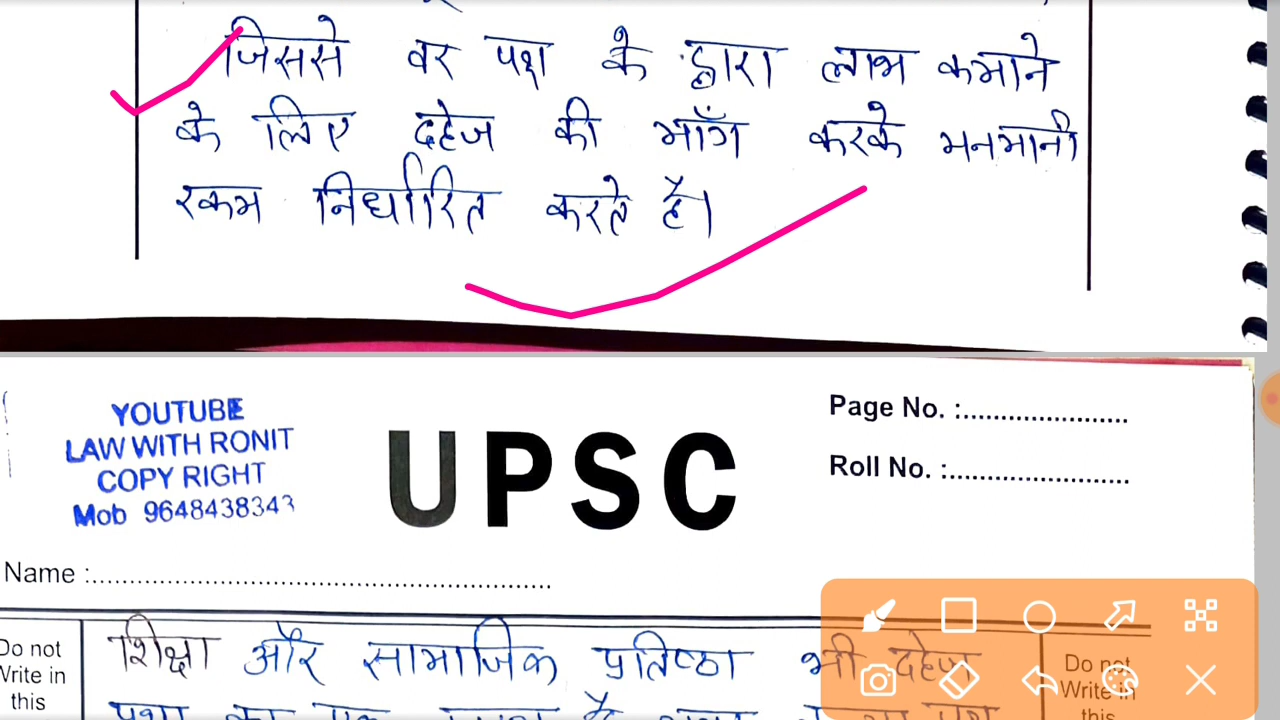 जिससे वर पक्ष के द्वारा लाभ कमाने
के लिए दहेज की माँग करके मनमानी
रकम निर्धारित करते है।
YOUTUBE
LAW WITH RONIT
COPY RIGHT
Mob 9648438343
UPSC
Page No. :
Roll No. :
Name :
Do not
Write in
this
शिक्षा और सामाजिक प्रतिष्ठा भी दहेज
Do not
Write in
this